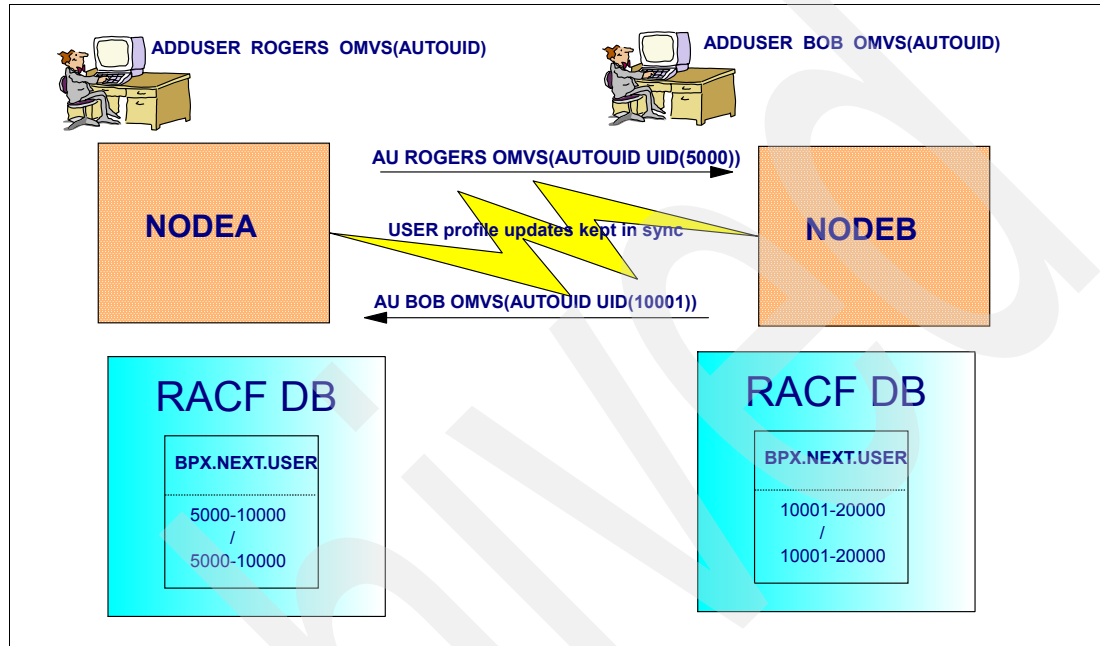 ADDUSER ROGERS OMVS(AUTOUID)
ADDUSER BOB OMVS(AUTOUID)
AU ROGERS OMVS(AUTOUID UID(5000))
NODEA
USER profile updates kept in sync
NODEB
AU BOB OMVS(AUTOUID UID(10001))
RACF DB
BPX.NEXT.USER
5000-10000
/
5000-10000
RACF DB
BPX.NEXT.USER
10001-20000
/
10001-20000